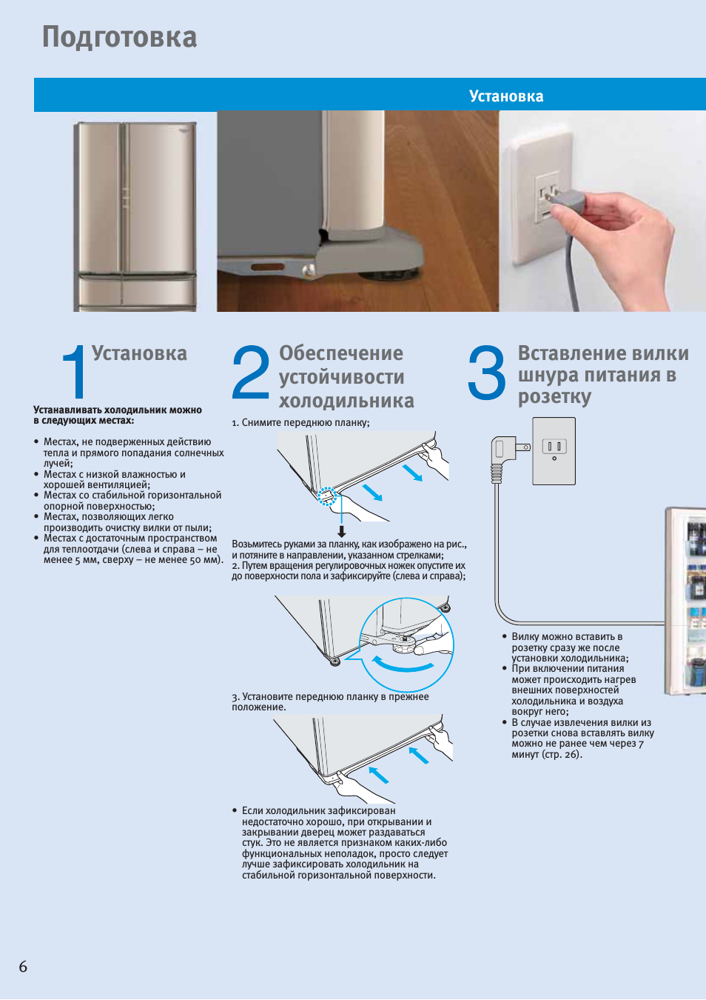 Подготовка
Установка
1
Установка
Устанавливать холодильник можно
в следующих местах:
• Местах, не подверженных действию
тепла и прямого попадания солнечных
лучей;
• Местах с низкой влажностью и
хорошей вентиляцией;
• Местах со стабильной горизонтальной
опорной поверхностью;
• Местах, позволяющих легко
производить очистку вилки от пыли;
• Местах с достаточным пространством
для теплоотдачи (слева и справа – не
менее 5 мм, сверху – не менее 50 мм).
2
Обеспечение
устойчивости
холодильника
1. Снимите переднюю планку;
Возьмитесь руками за планку, как изображено на рис.,
и потяните в направлении, указанном стрелками;
2. Путем вращения регулировочных ножек опустите их
до поверхности пола и зафиксируйте (слева и справа);
3. Установите переднюю планку в прежнее
положение.
• Если холодильник зафиксирован
недостаточно хорошо, при открывании и
закрывании дверец может раздаваться
стук. Это не является признаком каких-либо
функциональных неполадок, просто следует
лучше зафиксировать холодильник на
стабильной горизонтальной поверхности.
3
Вставление вилки
шнура питания в
розетку
• Вилку можно вставить в
розетку сразу же после
установки холодильника;
• При включении питания
может происходить нагрев
внешних поверхностей
холодильника и воздуха
вокруг него;
• В случае извлечения вилки из
розетки снова вставлять вилку
можно не ранее чем через 7
минут (стр. 26).
6